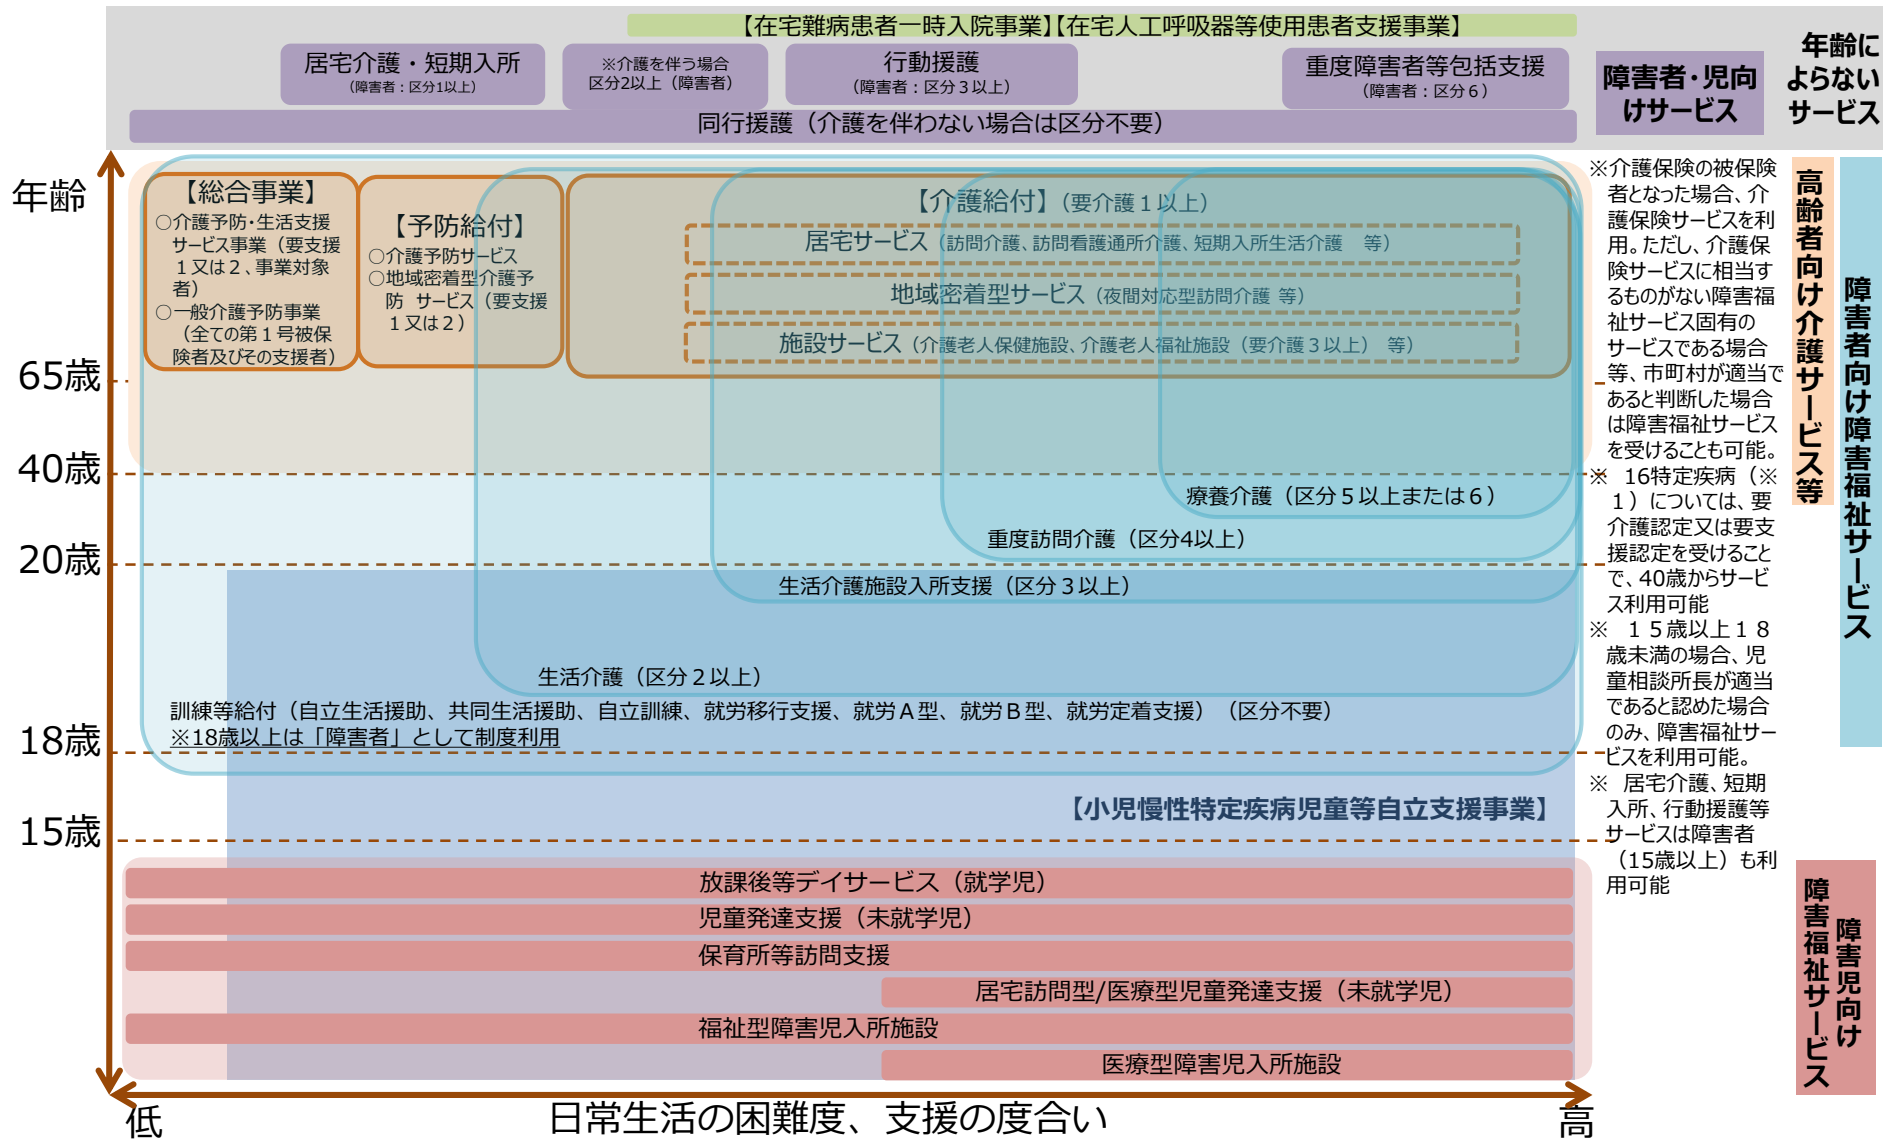 【在宅難病患者一時入院事業】【在宅人工呼吸器等使用患者支援事業】
居宅介護・短期入所
（障害者：区分1以上）
※介護を伴う場合
区分2以上（障害者）
行動援護
（障害者：区分３以上）
重度障害者等包括支援
（障害者：区分６）
同行援護（介護を伴わない場合は区分不要）
障害者・児向
けサービス
年齢に
よらない
サービス
年齢
65歳
40歳
20歳
18歳
15歳
【総合事業】
○介護予防・生活支援
サービス事業（要支援
１又は２、事業対象
者）
○一般介護予防事業
（全ての第１号被保
険者及びその支援者）
【予防給付】
○介護予防サービス
○地域密着型介護予
防 サービス（要支援
１又は２）
【介護給付】（要介護１以上）
居宅サービス（訪問介護、訪問看護通所介護、短期入所生活介護　等）
地域密着型サービス（夜間対応型訪問介護 等）
施設サービス（介護老人保健施設、介護老人福祉施設（要介護３以上） 等）
療養介護（区分５以上または６）
重度訪問介護（区分4以上）
生活介護施設入所支援（区分３以上）
生活介護（区分２以上）
訓練等給付（自立生活援助、共同生活援助、自立訓練、就労移行支援、就労Ａ型、就労Ｂ型、就労定着支援）（区分不要）
※18歳以上は「障害者」として制度利用
【小児慢性特定疾病児童等自立支援事業】
放課後等デイサービス（就学児）
児童発達支援（未就学児）
保育所等訪問支援
居宅訪問型/医療型児童発達支援（未就学児）
福祉型障害児入所施設
医療型障害児入所施設
低
日常生活の困難度、支援の度合い
高
※介護保険の被保険
者となった場合、介
護保険サービスを利
用。ただし、介護保
険サービスに相当す
るものがない障害福
祉サービス固有の
サービスである場合
等、市町村が適当で
あると判断した場合
は障害福祉サービス
を受けることも可能。
※　16特定疾病（※
１）については、要
介護認定又は要支
援認定を受けること
で、40歳からサービ
ス利用可能
※　１５歳以上１８
歳未満の場合、児
童相談所長が適当
であると認めた場合
のみ、障害福祉サー
ビスを利用可能。
※　居宅介護、短期
入所、行動援護等
サービスは障害者
（15歳以上）も利
用可能
高齢者向け介護サービス等
障害者向け障害福祉サービス
障害児向け
障害福祉サービス